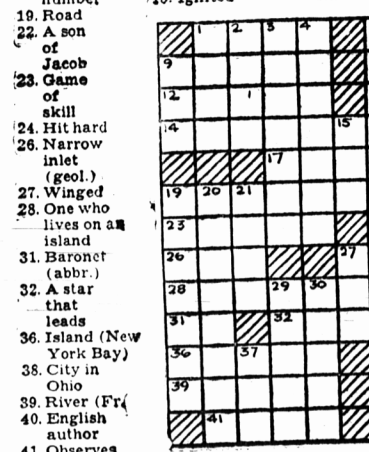 19. Road
22. A son
of
Jacob
23. Game
of
skill
24. Hit hard
26. Narrow
inlet
(geol.)
27. Winged
28. One who
lives on an
island
31. Baronet
(abbr.)
32. A star
that
leads
36. Island (New
York Bay)
38. City in
Ohio
39. River (Fr.
40. English
author
41. Observes
1 2 3 4
9
12
14 15
17
19 20 21
23
26 27
28 29 30
31 32
36 37
39
41